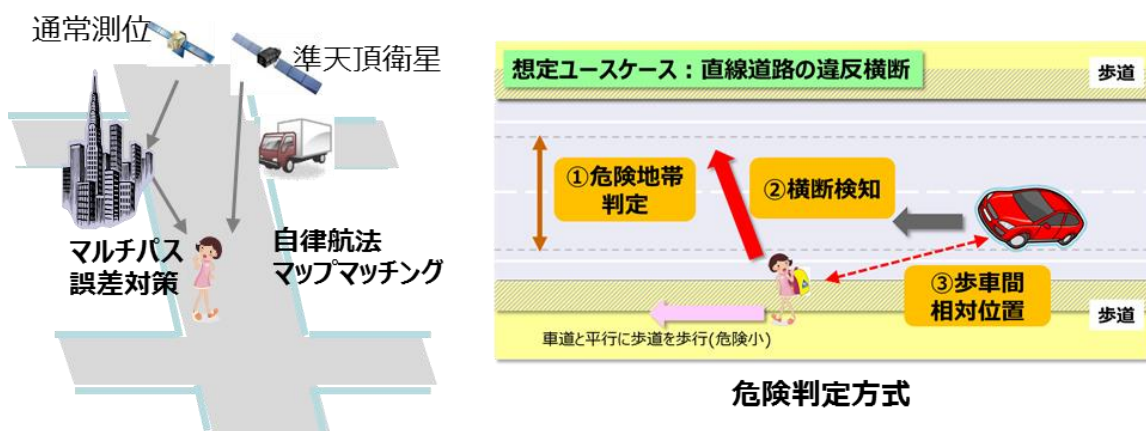 通常測位
準天頂衛星
マルチパス
誤差対策
自律航法
マップマッチング
想定ユースケース：直線道路の違反横断
歩道
①危険地帯
判定
②横断検知
③歩車間
相対位置
歩道
車道と平行に歩道を歩行(危険小)
危険判定方式